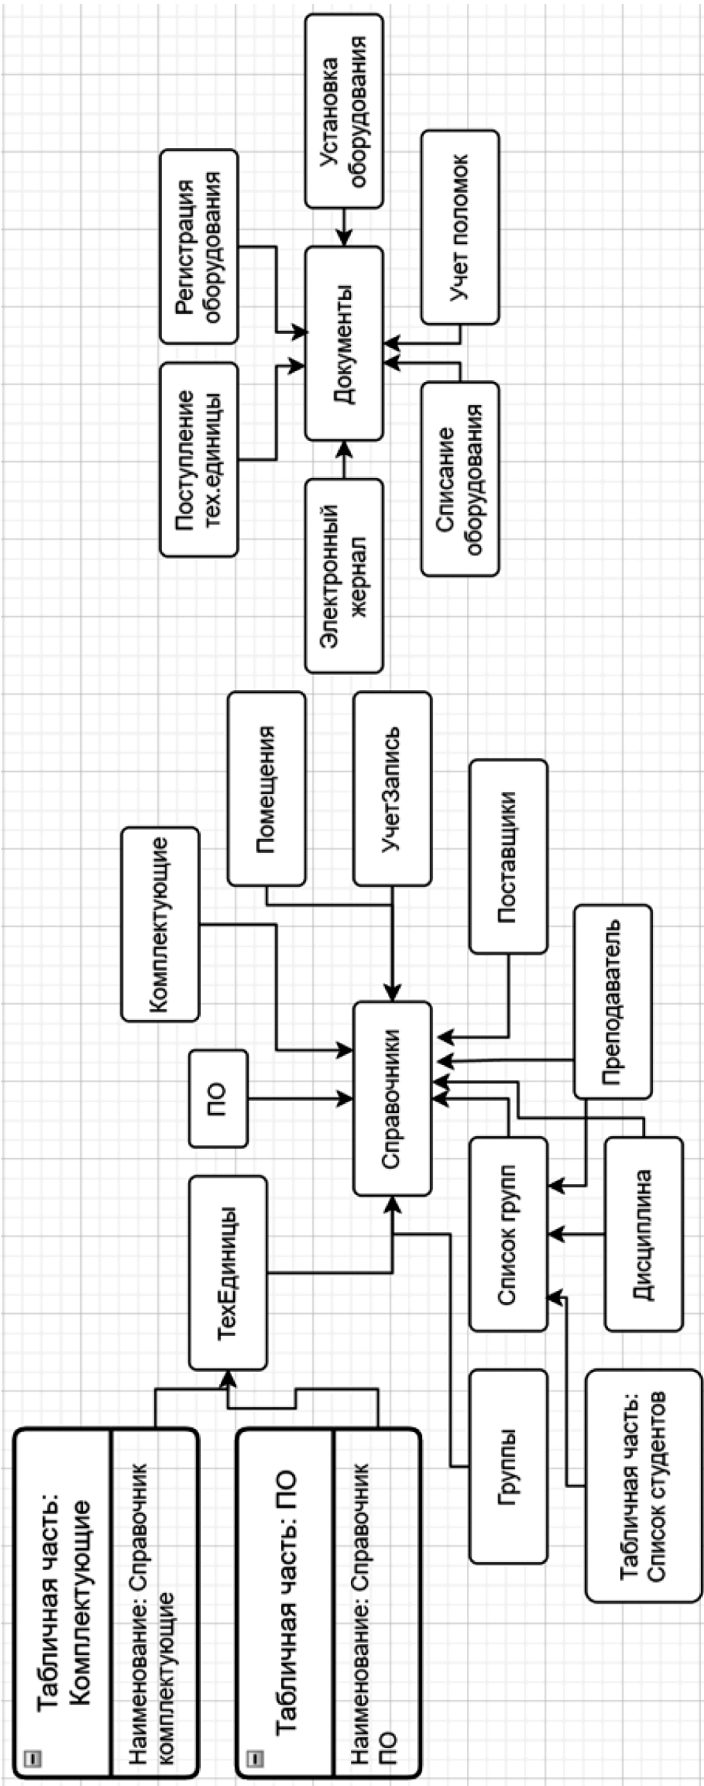 Табличная часть:
Комплектующие
Наименование: Справочник
комплектующие
Табличная часть: ПО
Наименование: Справочник
ПО
ТехЕдиницы
ПО
Комплектующие
Помещения
УчетЗапись
Справочники
Группы
Список групп
Поставщики
Преподаватель
Дисциплина
Табличная часть:
Список студентов
Поступление
тех.единицы
Регистрация
оборудования
Электронный
жернал
Документы
Установка
оборудования
Списание
оборудования
Учет поломок